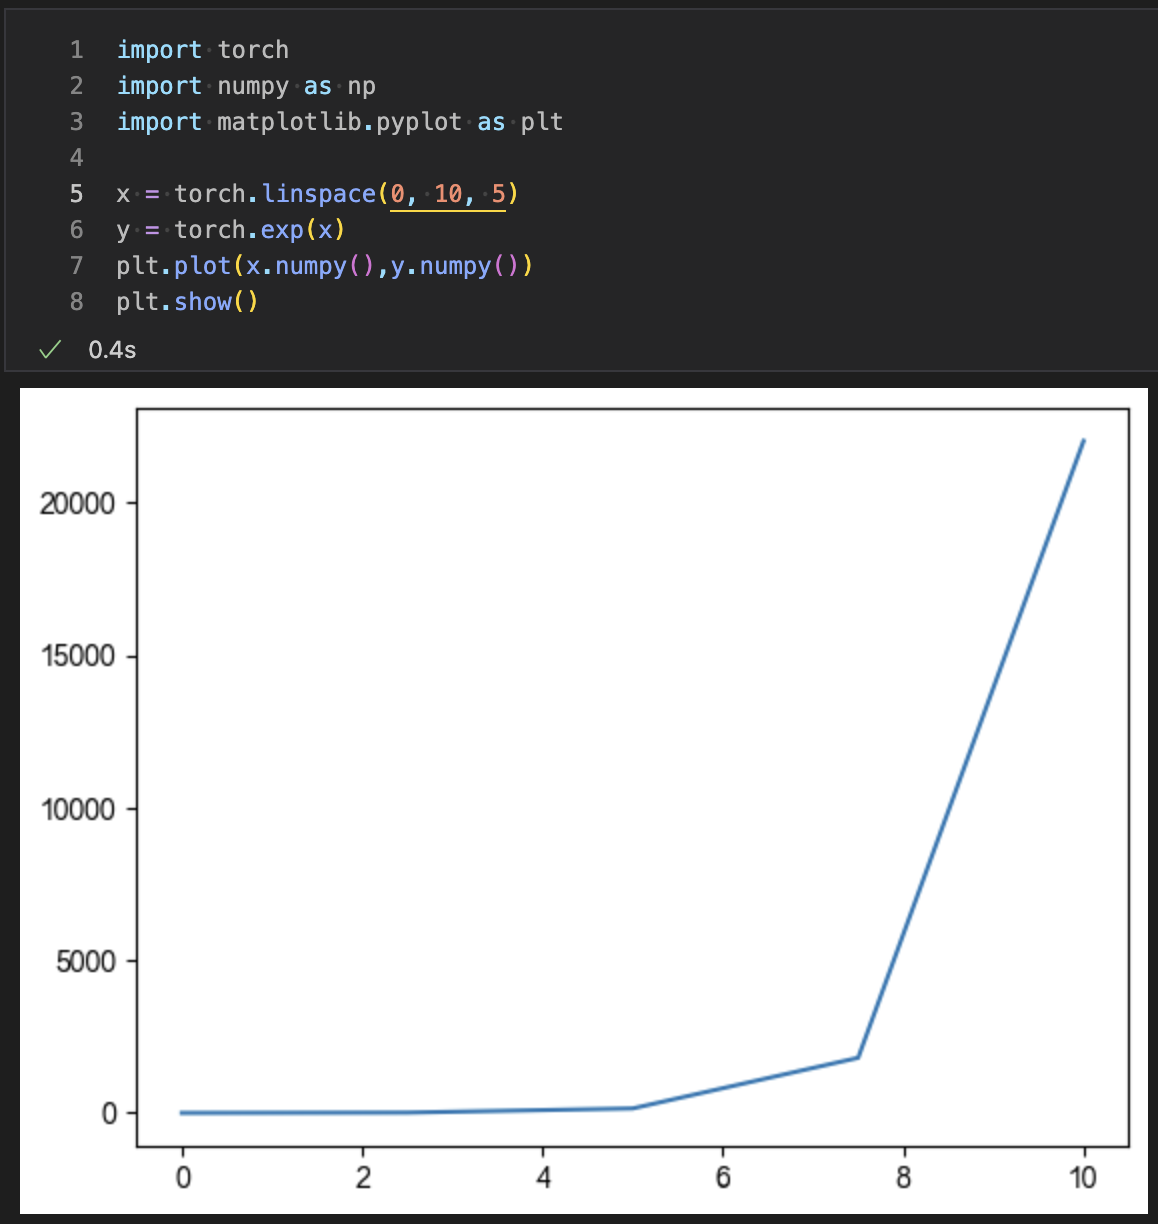 1 import torch
2 import numpy as np
3 import matplotlib.pyplot as plt
4
5 x = torch.linspace(0, 10, 5)
6 y = torch.exp(x)
7 plt.plot(x.numpy(),y.numpy())
8 plt.show()
✓ 0.4s
20000
15000
10000
5000
0
0 2 4 6 8 10